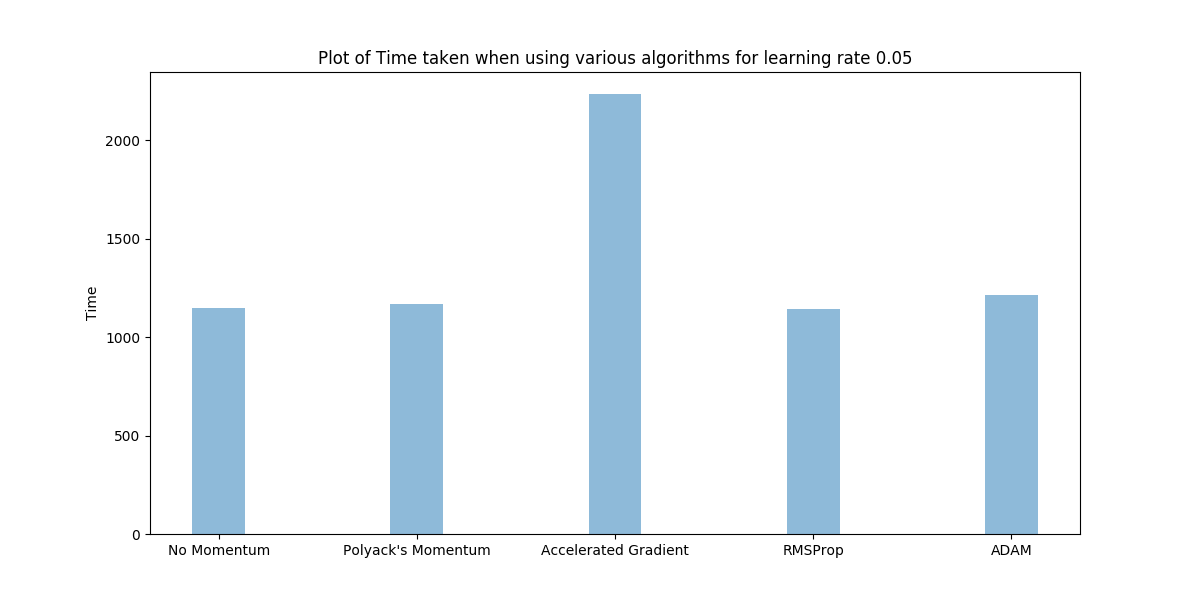 Plot of Time taken when using various algorithms for learning rate 0.05
2000
1500
1000
500
0
Time
No Momentum
Polyack's Momentum
Accelerated Gradient
RMSProp
ADAM